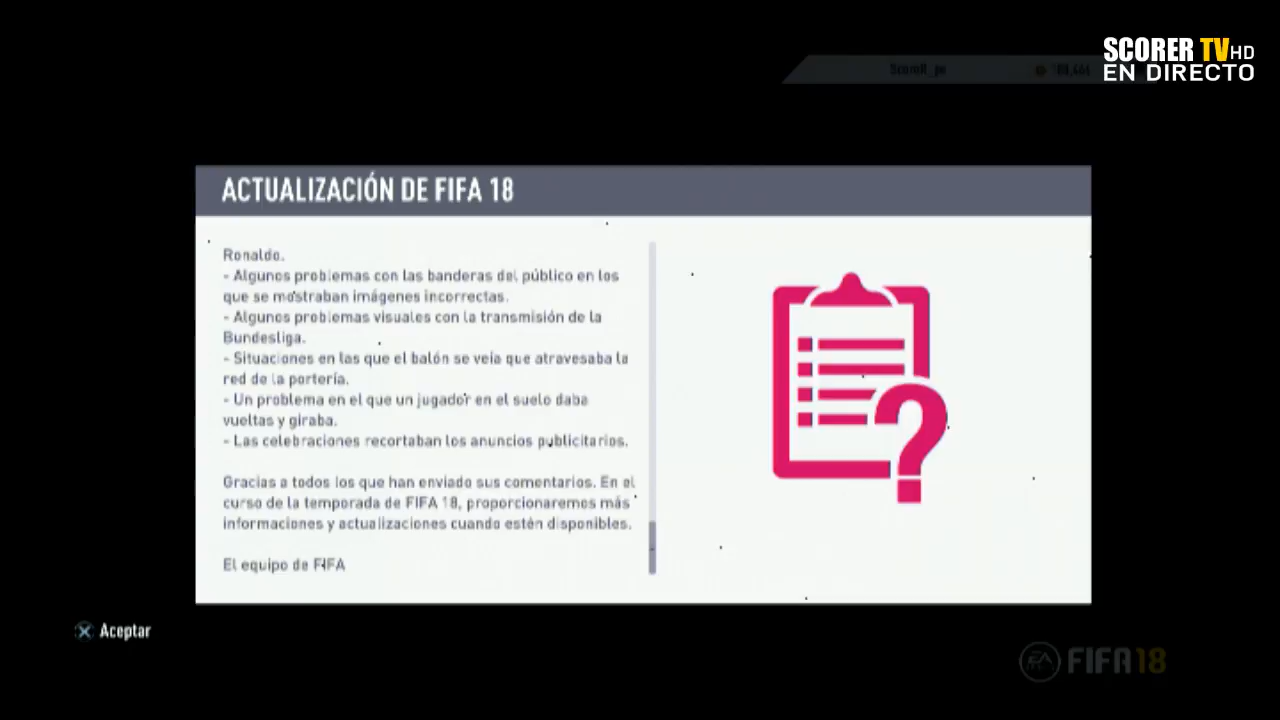 SCORER TV HD
EN DIRECTO
ScoreR_pe
ACTUALIZACIÓN DE FIFA 18
Ronaldo.
- Algunos problemas con las banderas del público en los
que se mostraban imágenes incorrectas.
- Algunos problemas visuales con la transmisión de la
Bundesliga.
- Situaciones en las que el balón se veía que atravesaba la
red de la portería.
- Un problema en el que un jugador en el suelo daba
vueltas y giraba.
- Las celebraciones recortaban los anuncios publicitarios.
Gracias a todos los que han enviado sus comentarios. En el
curso de la temporada de FIFA 18, proporcionaremos más
informaciones y actualizaciones cuando estén disponibles.
El equipo de FIFA
Aceptar
EA FIFA 18